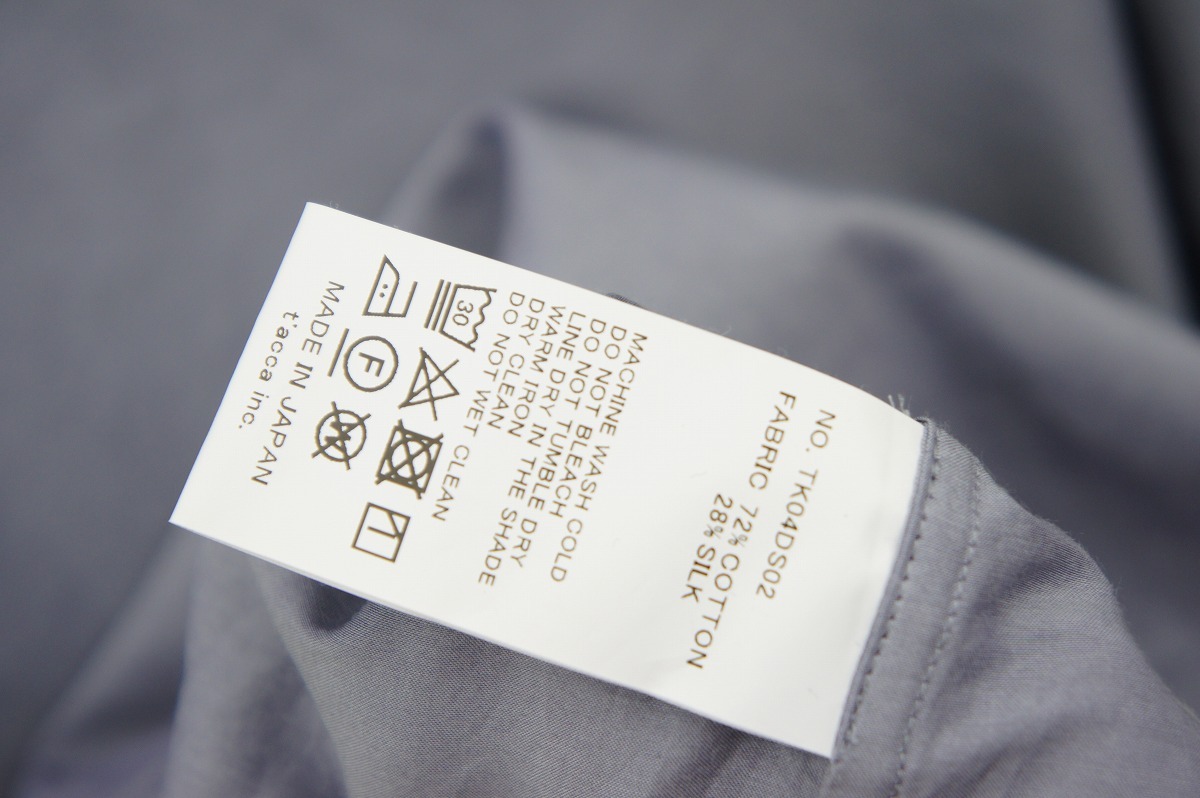 NO. TK04DS02
FABRIC 72% COTTON
28% SILK
MACHINE WASH COLD
DO NOT BLEACH
DO NOT TUMBLE DRY
LINE DRY IN THE SHADE
WARM IRON
DRY CLEAN
DO NOT WET CLEAN
30
F
W
MADE IN JAPAN
t'acca inc.